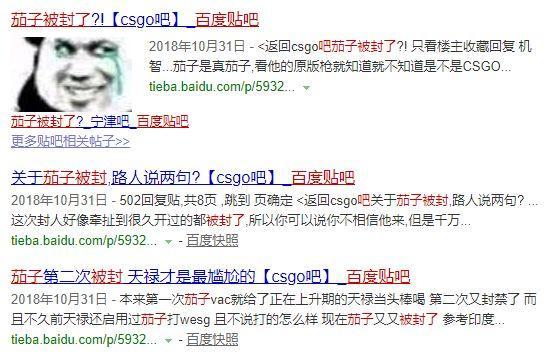 茄子被封了?!【csgo吧】_百度贴吧
2018年10月31日 - <返回csgo吧茄子被封了?! 只看楼主收藏回复 机
智...茄子是真茄子,看他的原版枪就知道就不知道是不是CSGO...
tieba.baidu.com/p/5932...
茄子被封了?_宁津吧_百度贴吧
更多贴吧相关帖子>>
关于茄子被封,路人说两句?【csgo吧】_百度贴吧
2018年10月31日 - 502回复贴,共8页 ,跳到 页确定 <返回csgo吧关于茄子被封,路人说两句? ...
这次封人好像牵扯到很久开过的都被封了,所以你可以说你不相信他来,但是千万...
tieba.baidu.com/p/5932... - 百度快照
茄子第二次被封 天禄才是最尴尬的【csgo吧】_百度贴吧
2018年10月31日 - 本来第一次茄子vac就给了正在上升期的天禄当头棒喝 第二次又封禁了 而
且不久前天禄还启用过茄子打wesg 且不说打的怎么样 现在茄子又又被封了 参考印度...
tieba.baidu.com/p/5932... - 百度快照